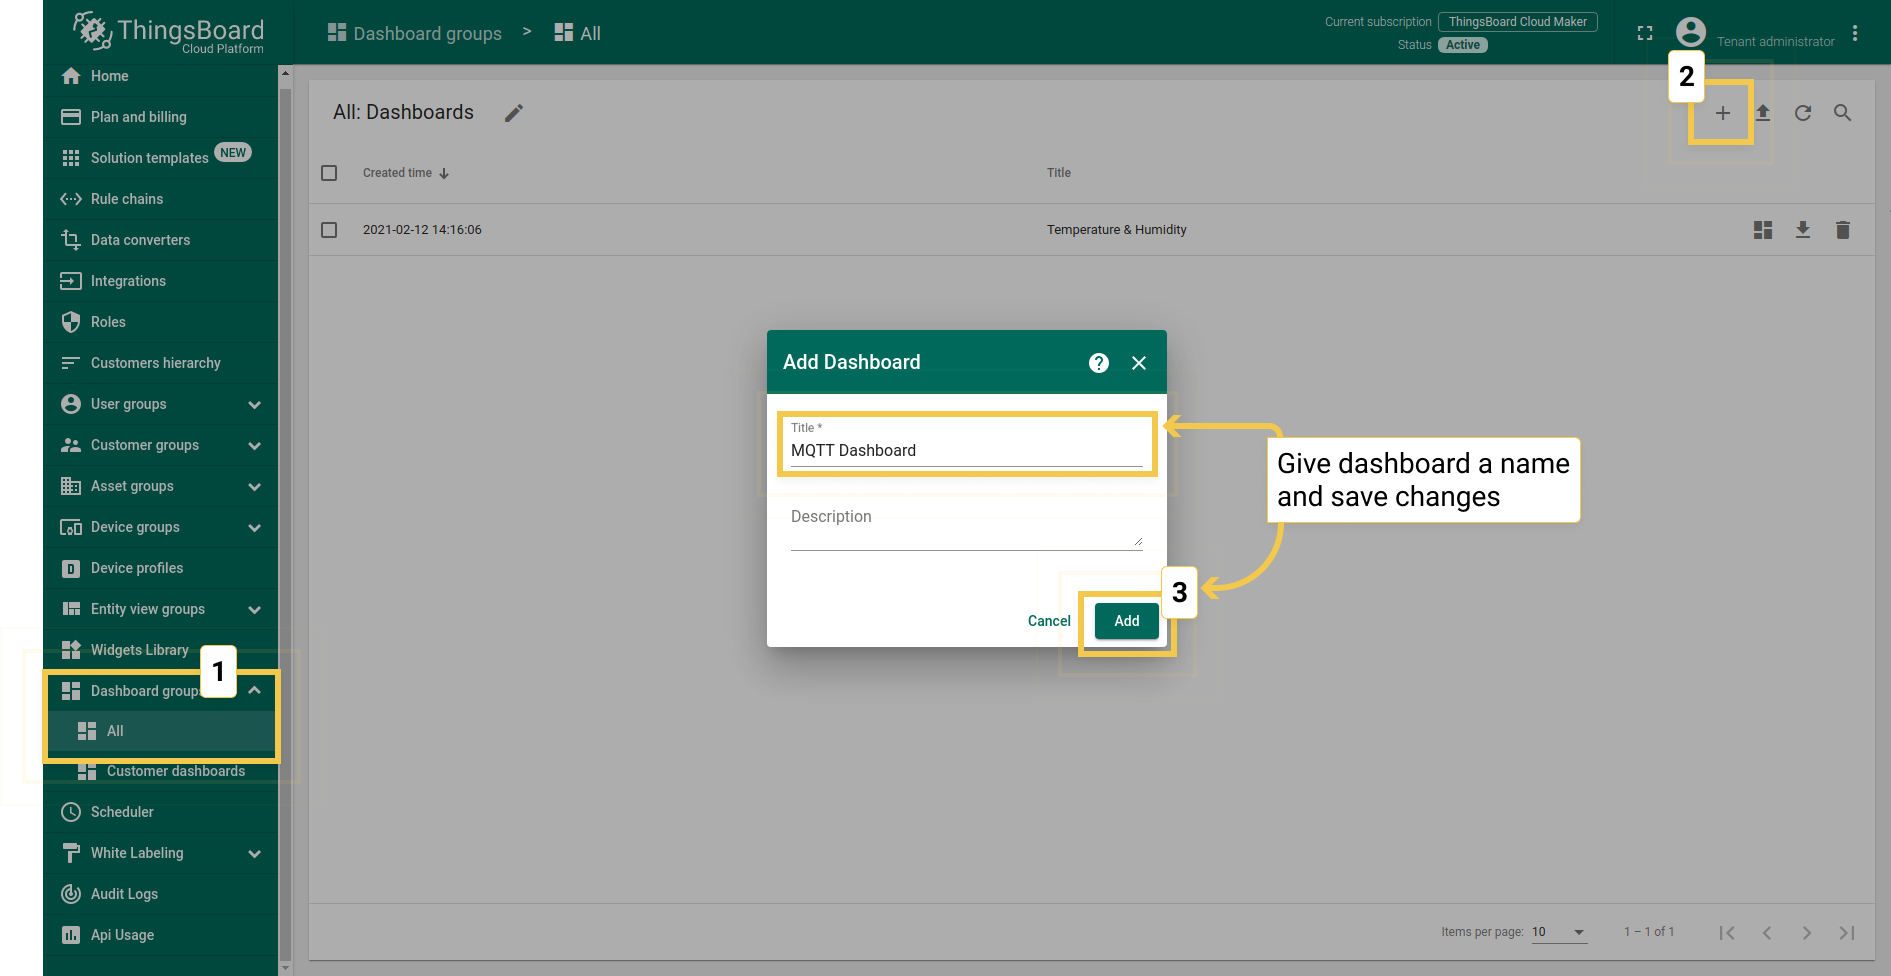 ThingsBoard
Cloud Platform
Dashboard groups > All
Current subscription ThingsBoard Cloud Maker
Status Active
Tenant administrator
Home
Plan and billing
Solution templates NEW
Rule chains
Data converters
Integrations
Roles
Customers hierarchy
User groups
Customer groups
Asset groups
Device groups
Device profiles
Entity view groups
Widgets Library
1
Dashboard group
All
Customer dashboards
Scheduler
White Labeling
Audit Logs
Api Usage
2
All: Dashboards
Created time Title
2021-02-12 14:16:06 Temperature & Humidity
Add Dashboard
Title *
MQTT Dashboard
Description
Cancel Add
3
Give dashboard a name
and save changes
Items per page: 10 1 – 1 of 1